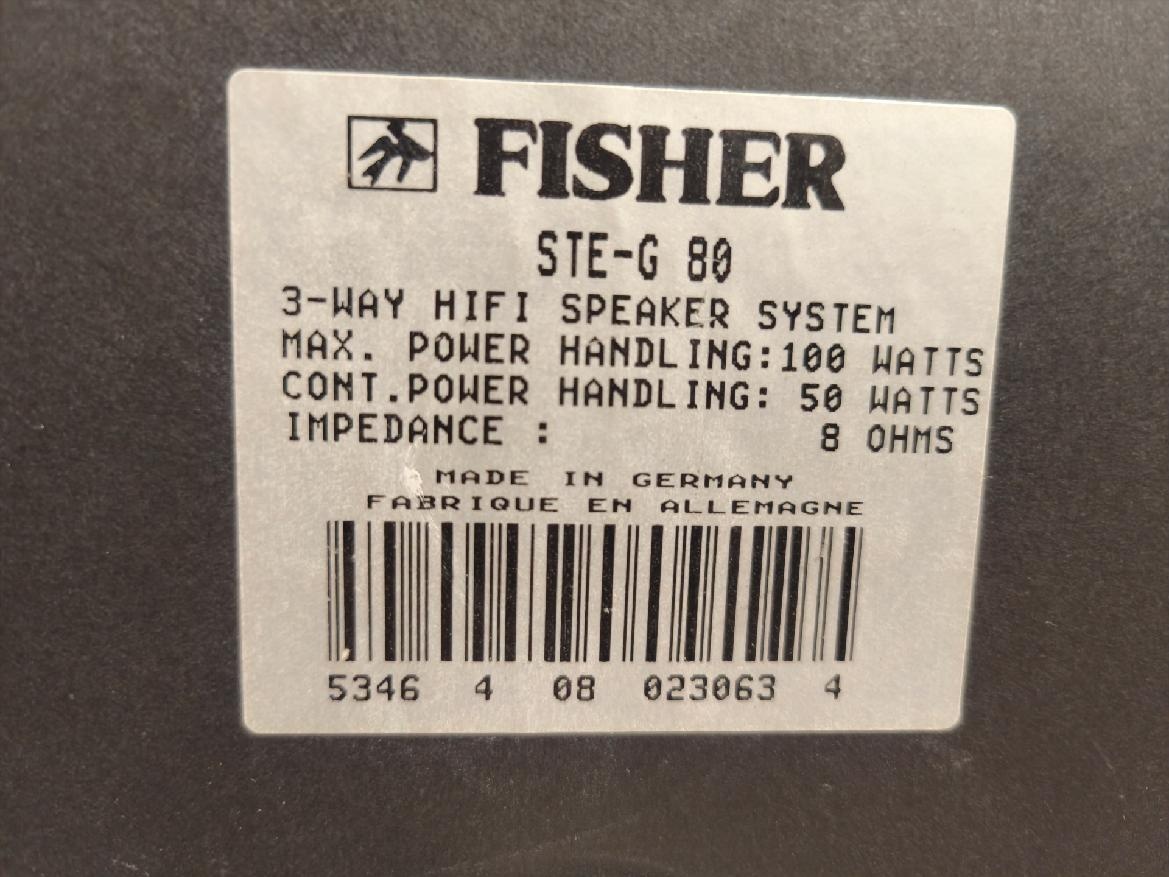 FISHER
STE-G 80
3-WAY HIFI SPEAKER SYSTEM
MAX. POWER HANDLING:100 WATTS
CONT.POWER HANDLING: 50 WATTS
IMPEDANCE : 8 OHMS
MADE IN GERMANY
FABRIQUE EN ALLEMAGNE
5346 4 08 023063 4